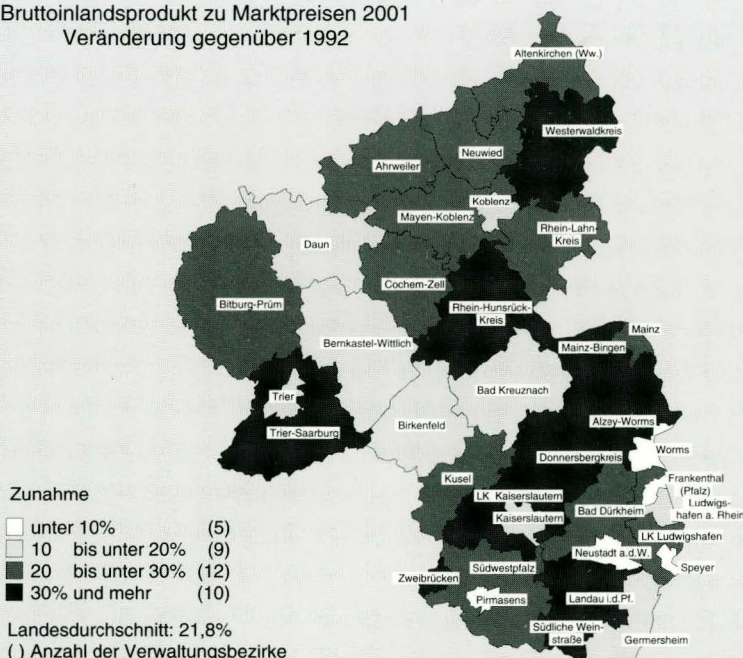 Bruttoinlandsprodukt zu Marktpreisen 2001
Veränderung gegenüber 1992
Altenkirchen (Ww.)
Westerwaldkreis
Neuwied
Ahrweiler
Koblenz
Mayen-Koblenz
Rhein-Lahn-
Kreis
Daun
Cochem-Zell
Bitburg-Prüm
Rhein-Hunsrück-
Kreis
Mainz
Bernkastel-Wittlich
Mainz-Bingen
Bad Kreuznach
Trier
Birkenfeld
Alzey-Worms
Trier-Saarburg
Worms
Donnersbergkreis
Kusel
Frankenthal
(Pfalz)
Ludwigs-
hafen a. Rhein
LK Kaiserslautern
Kaiserslautern
Bad Dürkheim
LK Ludwigshafen
Neustadt a.d.W.
Speyer
Südwestpfalz
Zweibrücken
Pirmasens
Landau i.d.Pf.
Südliche Wein-
straße
Germersheim
Zunahme
unter 10% (5)
10 bis unter 20% (9)
20 bis unter 30% (12)
30% und mehr (10)
Landesdurchschnitt: 21,8%
( ) Anzahl der Verwaltungsbezirke